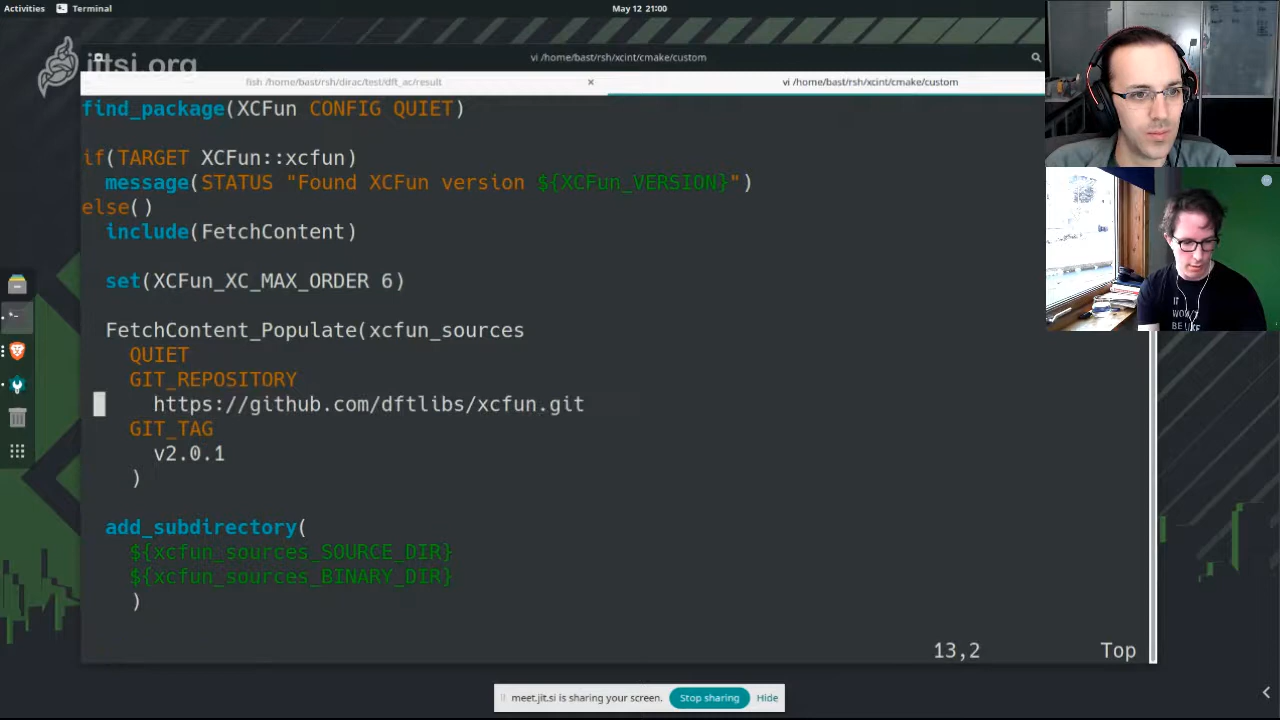 Activities
Terminal
May 12 21:00
jitsi.org
vi /home/bast/rsh/xcint/cmake/custom
fish /home/bast/rsh/dirac/test/dft_ac/result
×
vi /home/bast/rsh/xcint/cmake/custom
find_package(XCFun CONFIG QUIET)
if(TARGET XCFun::xcfun)
message(STATUS "Found XCFun version ${XCFun_VERSION}")
else()
include(FetchContent)
set(XCFun_XC_MAX_ORDER 6)
FetchContent_Populate(xcfun_sources
QUIET
GIT_REPOSITORY
https://github.com/dftlibs/xcfun.git
GIT_TAG
v2.0.1
)
add_subdirectory(
${xcfun_sources_SOURCE_DIR}
${xcfun_sources_BINARY_DIR}
)
13,2 Top
meet.jit.si is sharing your screen. Stop sharing Hide
IT
WON'T
BE LIKE